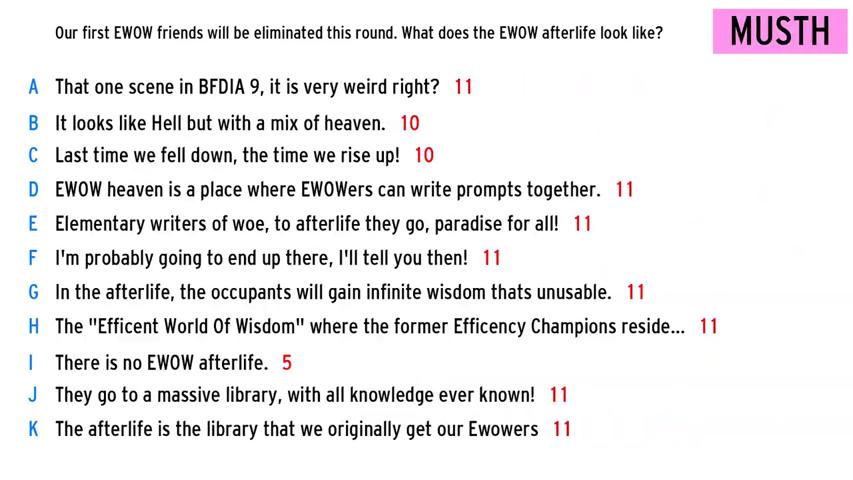 Our first EWOW friends will be eliminated this round. What does the EWOW afterlife look like?
MUSTH
A That one scene in BFDIA 9, it is very weird right? 11
B It looks like Hell but with a mix of heaven. 10
C Last time we fell down, the time we rise up! 10
D EWOW heaven is a place where EWOWers can write prompts together. 11
E Elementary writers of woe, to afterlife they go, paradise for all! 11
F I'm probably going to end up there, I'll tell you then! 11
G In the afterlife, the occupants will gain infinite wisdom thats unusable. 11
H The "Efficent World Of Wisdom" where the former Efficency Champions reside... 11
I There is no EWOW afterlife. 5
J They go to a massive library, with all knowledge ever known! 11
K The afterlife is the library that we originally get our Ewowers 11